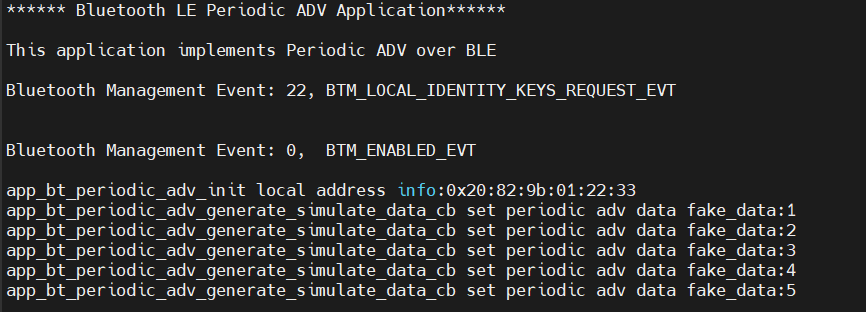 ****** Bluetooth LE Periodic ADV Application******
This application implements Periodic ADV over BLE
Bluetooth Management Event: 22, BTM_LOCAL_IDENTITY_KEYS_REQUEST_EVT
Bluetooth Management Event: 0,  BTM_ENABLED_EVT
app_bt_periodic_adv_init local address info:0x20:82:9b:01:22:33
app_bt_periodic_adv_generate_simulate_data_cb set periodic adv data fake_data:1
app_bt_periodic_adv_generate_simulate_data_cb set periodic adv data fake_data:2
app_bt_periodic_adv_generate_simulate_data_cb set periodic adv data fake_data:3
app_bt_periodic_adv_generate_simulate_data_cb set periodic adv data fake_data:4
app_bt_periodic_adv_generate_simulate_data_cb set periodic adv data fake_data:5